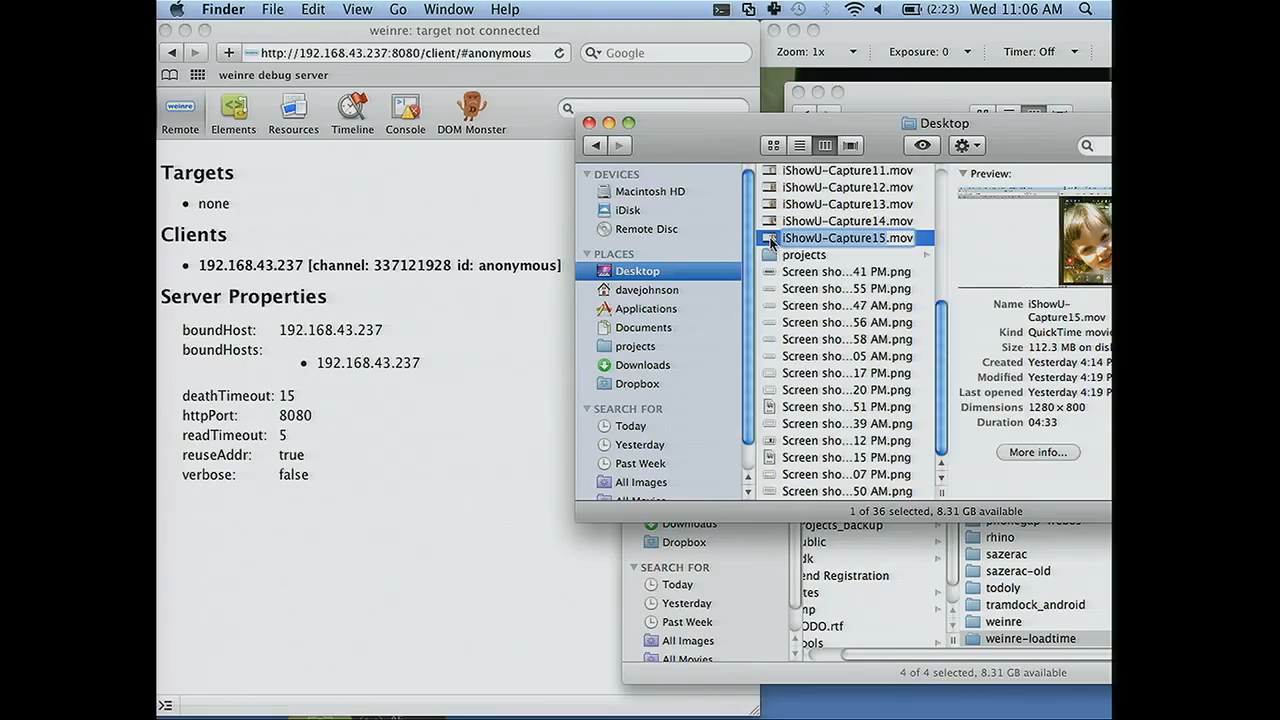 Finder File Edit View Go Window Help (2:23) Wed 11:06 AM
weinre: target not connected
http://192.168.43.237:8080/client/#anonymous
Google
weinre debug server
Remote Elements Resources Timeline Console DOM Monster
Targets
none
Clients
192.168.43.237 [channel: 337121928 id: anonymous]
Server Properties
boundHost: 192.168.43.237
boundHosts:
192.168.43.237
deathTimeout: 15
httpPort: 8080
readTimeout: 5
reuseAddr: true
verbose: false
Zoom: 1x Exposure: 0 Timer: Off
Desktop
DEVICES
Macintosh HD
iDisk
Remote Disc
PLACES
Desktop
davejohnson
Applications
Documents
projects
Downloads
Dropbox
SEARCH FOR
Today
Yesterday
Past Week
All Images
All Movies
iShowU-Capture11.mov
iShowU-Capture12.mov
iShowU-Capture13.mov
iShowU-Capture14.mov
iShowU-Capture15.mov
projects
Screen sho...41 PM.png
Screen sho...55 PM.png
Screen sho...47 AM.png
Screen sho...56 AM.png
Screen sho...58 AM.png
Screen sho...05 AM.png
Screen sho...17 PM.png
Screen sho...20 PM.png
Screen sho...51 PM.png
Screen sho...39 AM.png
Screen sho...12 PM.png
Screen sho...15 PM.png
Screen sho...07 PM.png
Screen sho...50 AM.png
Preview:
Name iShowU-
Capture15.mov
Kind QuickTime movie
Size 112.3 MB on dis
Created Yesterday 4:14 P
Modified Yesterday 4:19 P
Last opened Yesterday 4:19 P
Dimensions 1280 × 800
Duration 04:33
More info...
1 of 36 selected, 8.31 GB available
Downloads
Dropbox
SEARCH FOR
Today
Yesterday
Past Week
All Images
All Movies
rojects_backup
ublic
dk
end Registration
tes
mp
ODO.rtf
ools
phonegap-webos
rhino
sazerac
sazerac-old
todoly
tramdock_android
weinre
weinre-loadtime
4 of 4 selected, 8.31 GB available